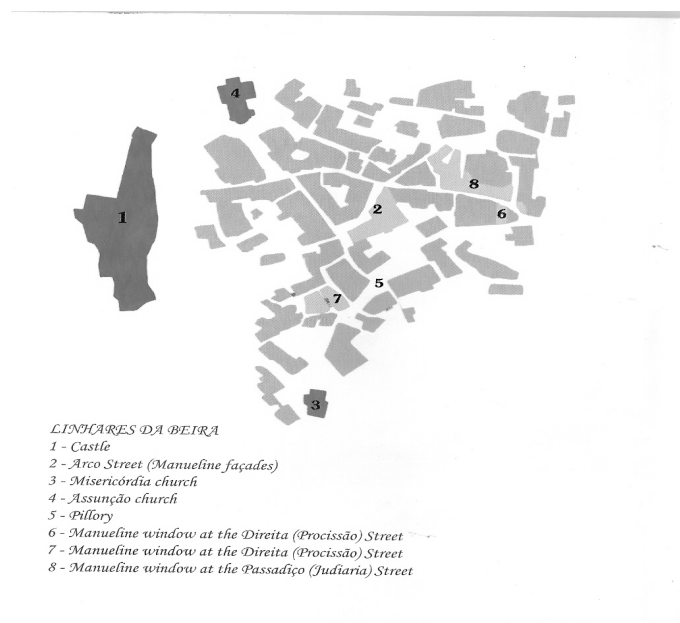 4
1
8
2
6
5
7
3
LINHARES DA BEIRA
1 - Castle
2 - Arco Street (Manueline façades)
3 - Misericórdia church
4 - Assunção church
5 - Pillory
6 - Manueline window at the Direita (Procissão) Street
7 - Manueline window at the Direita (Procissão) Street
8 - Manueline window at the Passadiço (Judiaria) Street